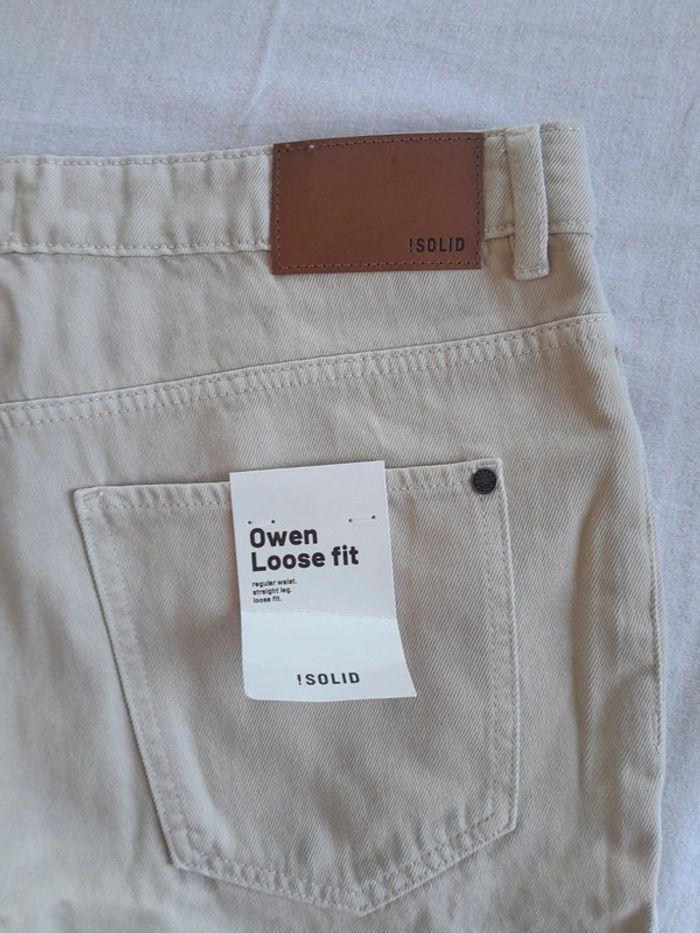 !SOLID
Owen
Loose fit
regular waist.
straight leg.
loose fit.
!SOLID